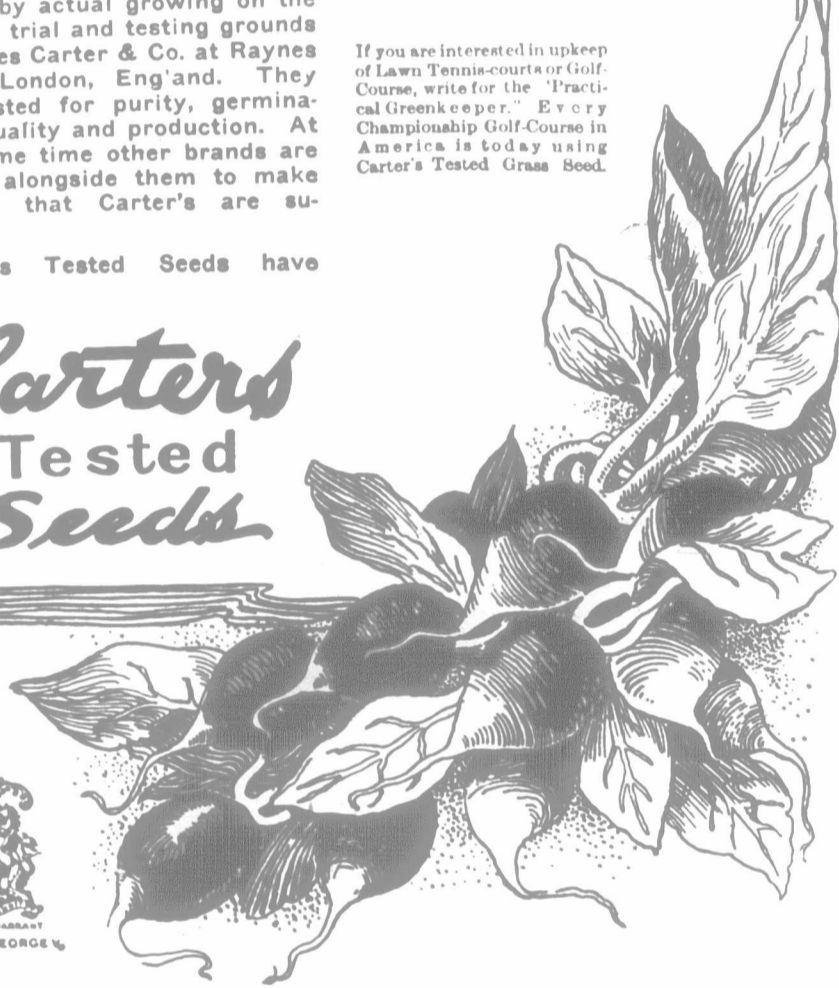 by actual growing on the
trial and testing grounds
es Carter & Co. at Raynes
London, Eng'and. They
sted for purity, germina-
uality and production. At
me time other brands are
alongside them to make
that Carter's are su-
s Tested Seeds have
If you are interested in upkeep
of Lawn Tennis-courts or Golf-
Course, write for the 'Practi-
cal Greenkeeper." Every
Championship Golf-Course in
America is today using
Carter's Tested Grass Seed.
Carters
Tested
Seeds
ARRANT
EORGE V.